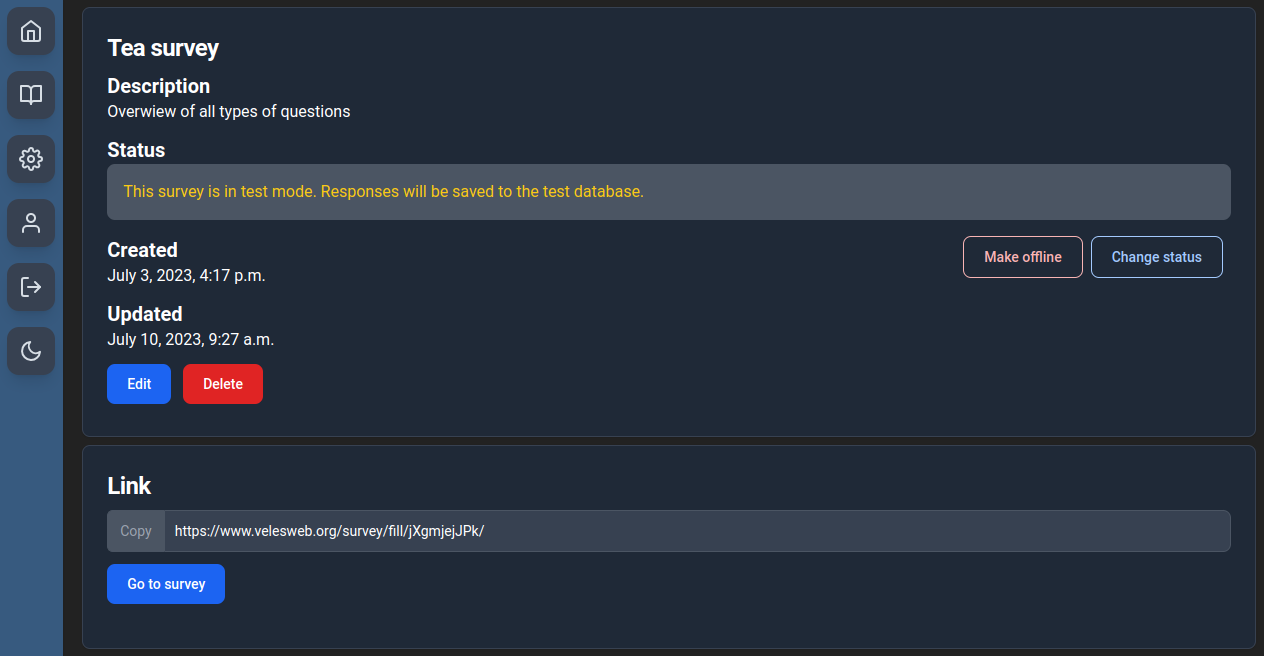 Tea survey
Description
Overwiew of all types of questions
Status
This survey is in test mode. Responses will be saved to the test database.
Created
July 3, 2023, 4:17 p.m.
Make offline
Change status
Updated
July 10, 2023, 9:27 a.m.
Edit
Delete
Link
Copy
https://www.velesweb.org/survey/fill/jXgmjejJPk/
Go to survey